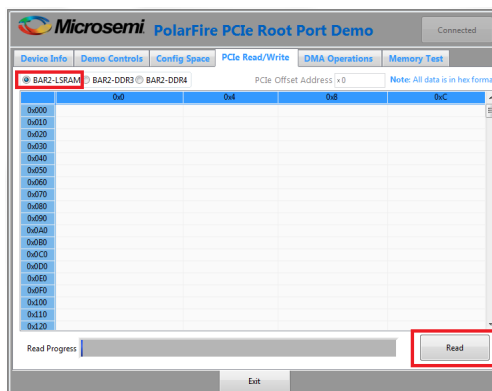 Microsemi. PolarFire PCIe Root Port Demo Connected
Device Info Demo Controls Config Space PCIe Read/Write DMA Operations Memory Test
BAR2-LSRAM BAR2-DDR3 BAR2-DDR4 PCIe Offset Address x 0 Note: All data is in hex forma
0x0 0x4 0x8 0xC
0x000
0x010
0x020
0x030
0x040
0x050
0x060
0x070
0x080
0x090
0x0A0
0x0B0
0x0C0
0x0D0
0x0E0
0x0F0
0x100
0x110
0x120
Read Progress Read
Exit